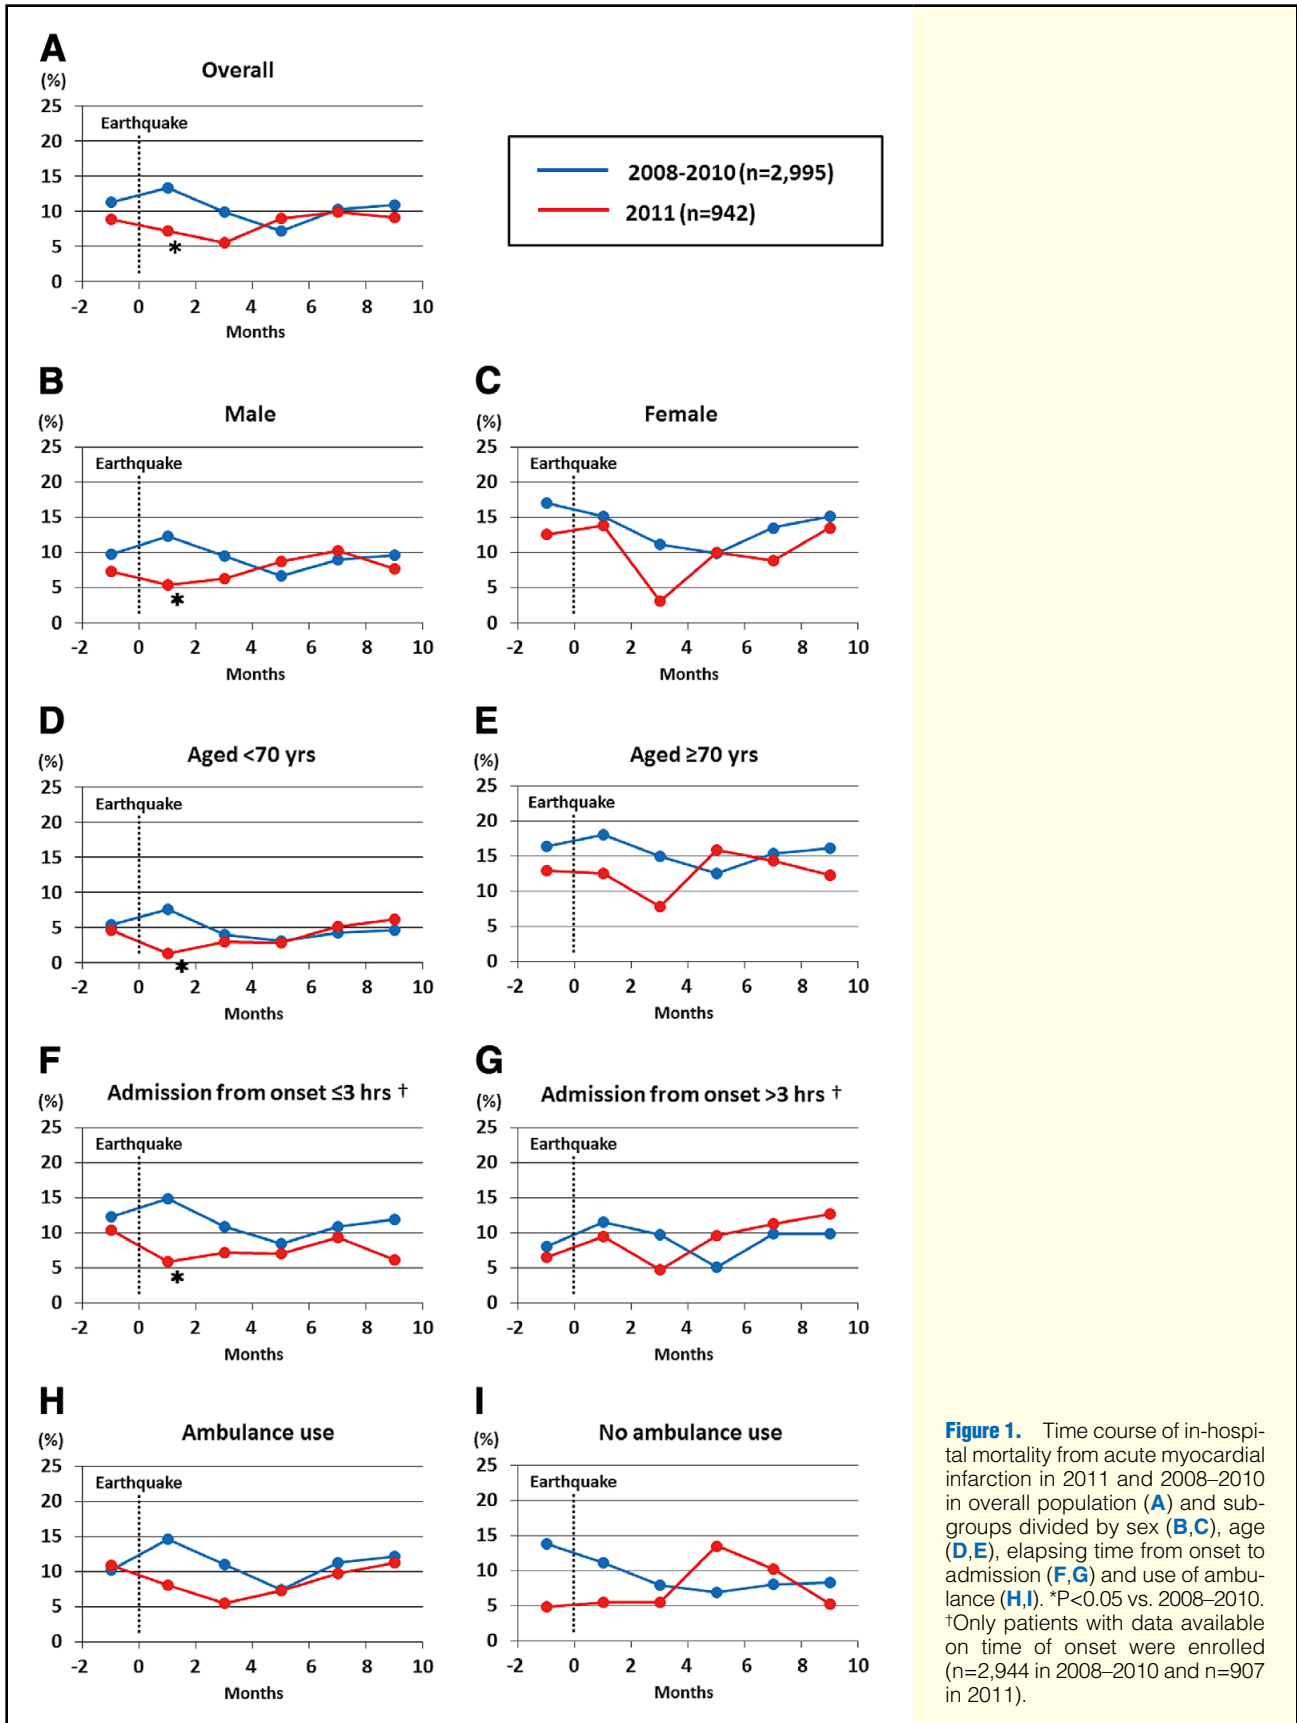 A
(%)
Overall
25
20
15
10
5
0
Earthquake
*
-2 0 2 4 6 8 10
Months
2008-2010 (n=2,995)
2011 (n=942)
B
(%)
Male
25
20
15
10
5
0
Earthquake
*
-2 0 2 4 6 8 10
Months
C
(%)
Female
25
20
15
10
5
0
Earthquake
-2 0 2 4 6 8 10
Months
D
(%)
Aged <70 yrs
25
20
15
10
5
0
Earthquake
*
-2 0 2 4 6 8 10
Months
E
(%)
Aged ≥70 yrs
25
20
15
10
5
0
Earthquake
-2 0 2 4 6 8 10
Months
F
(%)
Admission from onset ≤3 hrs †
25
20
15
10
5
0
Earthquake
*
-2 0 2 4 6 8 10
Months
G
(%)
Admission from onset >3 hrs †
25
20
15
10
5
0
Earthquake
-2 0 2 4 6 8 10
Months
H
(%)
Ambulance use
25
20
15
10
5
0
Earthquake
-2 0 2 4 6 8 10
Months
I
(%)
No ambulance use
25
20
15
10
5
0
Earthquake
-2 0 2 4 6 8 10
Months
Figure 1. Time course of in-hospi-
tal mortality from acute myocardial
infarction in 2011 and 2008–2010
in overall population (A) and sub-
groups divided by sex (B,C), age
(D,E), elapsing time from onset to
admission (F,G) and use of ambu-
lance (H,I). *P<0.05 vs. 2008–2010.
†Only patients with data available
on time of onset were enrolled
(n=2,944 in 2008–2010 and n=907
in 2011).